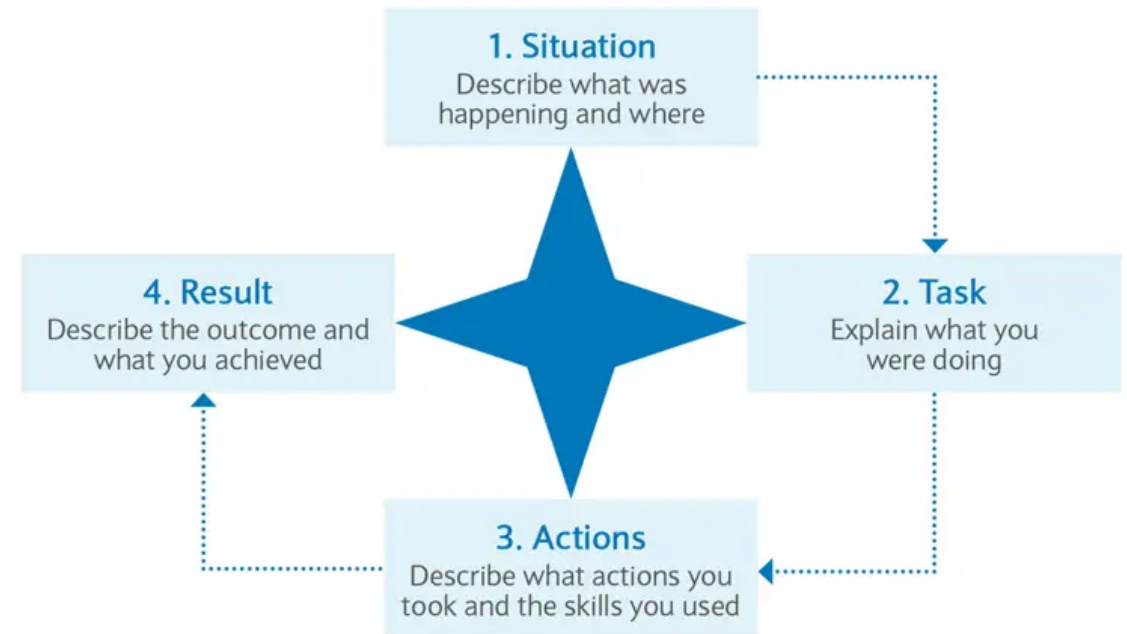 1. Situation
Describe what was
happening and where
2. Task
Explain what you
were doing
3. Actions
Describe what actions you
took and the skills you used
4. Result
Describe the outcome and
what you achieved